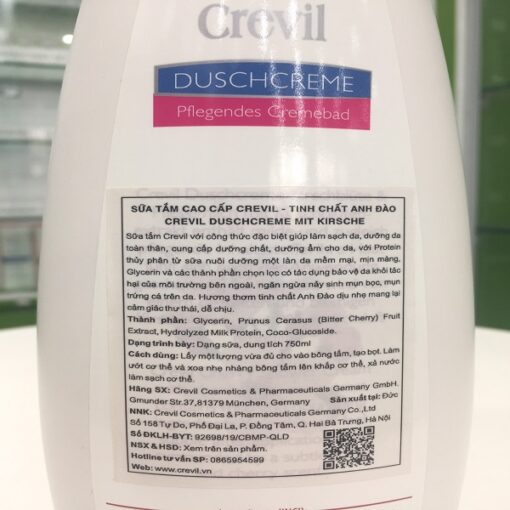 Crevil
DUSCHCREME
Pflegendes Cremebad
SỮA TẮM CAO CẤP CREVIL - TINH CHẤT ANH ĐÀO
CREVIL DUSCHCREME MIT KIRSCHE
Sữa tắm Crevil với công thức đặc biệt giúp làm sạch da, dưỡng da
toàn thân, cung cấp dưỡng chất, dưỡng ẩm cho da, với Protein
thủy phân từ sữa nuôi dưỡng một làn da mềm mại, mịn màng,
Glycerin và các thành phần chọn lọc có tác dụng bảo vệ da khỏi tác
hại của môi trường bên ngoài, ngăn ngừa nẩy sinh mụn bọc, mụn
trứng cá trên da. Hương thơm tinh chất Anh Đào dịu nhẹ mang lại
cảm giác thư thái, dễ chịu.
Thành phần: Glycerin, Prunus Cerasus (Bitter Cherry) Fruit
Extract, Hydrolyzed Milk Protein, Coco-Glucoside.
Dạng trình bày: Dạng sữa, dung tích 750ml
Cách dùng: Lấy một lượng vừa đủ cho vào bông tắm, tạo bọt. Làm
ướt cơ thể và xoa nhẹ nhàng bông tắm lên khắp cơ thể, xả nước
làm sạch cơ thể.
Hãng SX: Crevil Cosmetics & Pharmaceuticals Germany GmbH.
Gmunder Str.37,81379 München, Germany Sản xuất tại: Đức
NNK: Crevil Cosmetics & Pharmaceuticals Germany Co.,Ltd
Số 158 Tự Do, Phố Đại La, P. Đồng Tâm, Q. Hai Bà Trưng, Hà Nội
Số ĐKLH-BYT: 92698/19/CBMP-QLD
NSX & HSD: Xem trên sản phẩm.
Hotline tư vấn SP: 0865954599
Web: www.crevil.vn